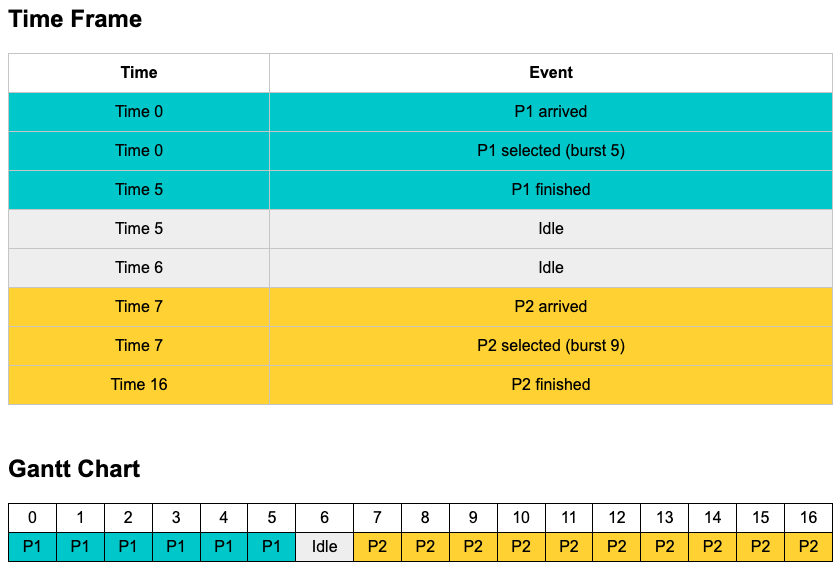 Time Frame
Time Event
Time 0 P1 arrived
Time 0 P1 selected (burst 5)
Time 5 P1 finished
Time 5 Idle
Time 6 Idle
Time 7 P2 arrived
Time 7 P2 selected (burst 9)
Time 16 P2 finished
Gantt Chart
0 1 2 3 4 5 6 7 8 9 10 11 12 13 14 15 16
P1 P1 P1 P1 P1 P1 Idle P2 P2 P2 P2 P2 P2 P2 P2 P2 P2